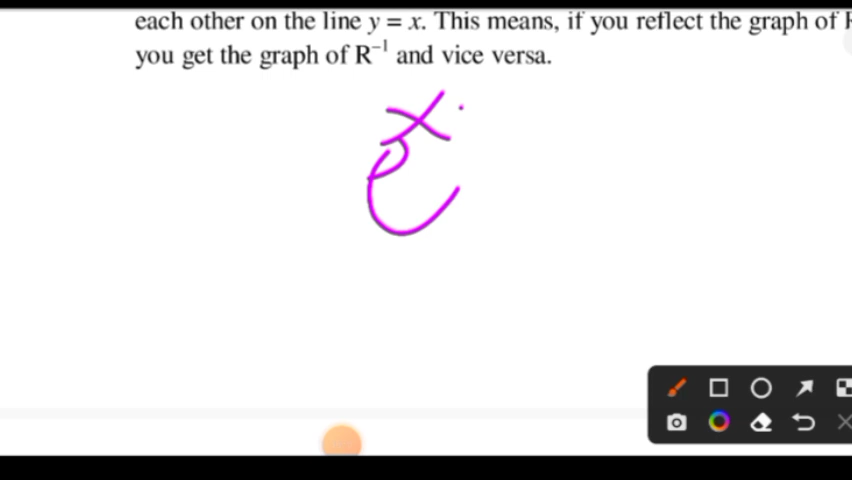 each other on the line y = x. This means, if you reflect the graph of
you get the graph of R⁻¹ and vice versa.
eˣ